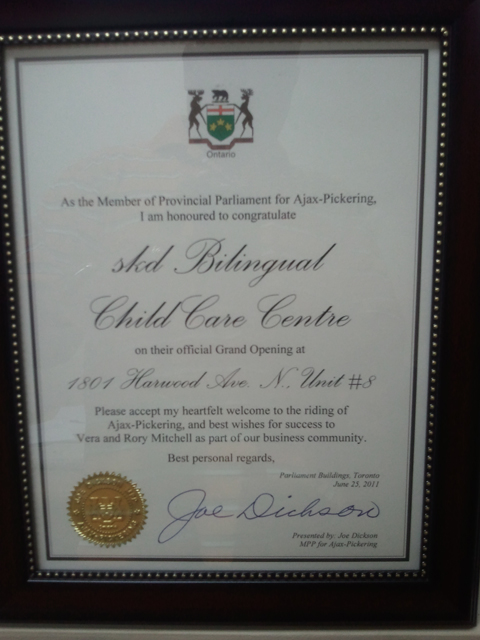 Ontario
As the Member of Provincial Parliament for Ajax-Pickering,
I am honoured to congratulate
skd Bilingual
Child Care Centre
on their official Grand Opening at
1801 Harwood Ave. N., Unit #8
Please accept my heartfelt welcome to the riding of
Ajax-Pickering, and best wishes for success to
Vera and Rory Mitchell as part of our business community.
Best personal regards,
Parliament Buildings, Toronto
June 25, 2011
Joe Dickson
Presented by: Joe Dickson
MPP for Ajax-Pickering